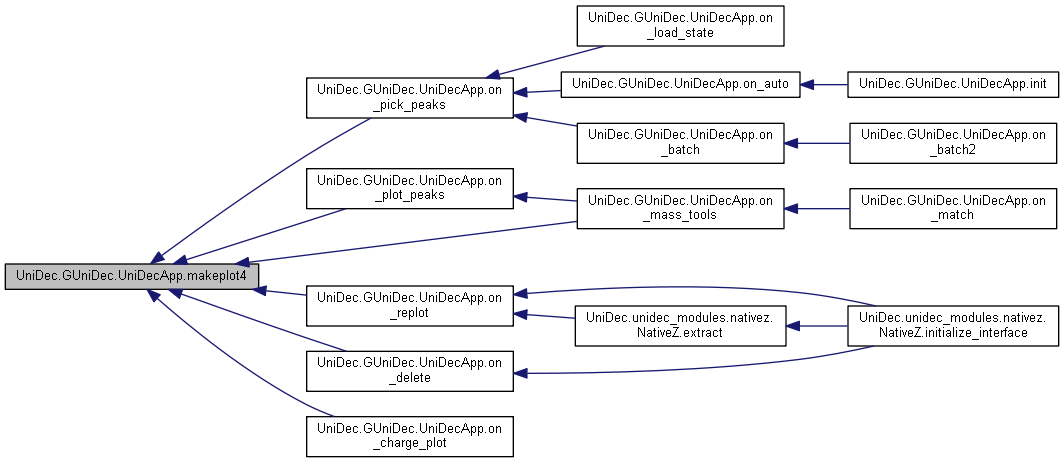 UniDec.GUniDec.UniDecApp.on
_load_state
UniDec.GUniDec.UniDecApp.on
_pick_peaks
UniDec.GUniDec.UniDecApp.on_auto
UniDec.GUniDec.UniDecApp.init
UniDec.GUniDec.UniDecApp.on
_batch
UniDec.GUniDec.UniDecApp.on
_batch2
UniDec.GUniDec.UniDecApp.on
_plot_peaks
UniDec.GUniDec.UniDecApp.on
_mass_tools
UniDec.GUniDec.UniDecApp.on
_match
UniDec.GUniDec.UniDecApp.makeplot4
UniDec.GUniDec.UniDecApp.on
_replot
UniDec.unidec_modules.nativez.
NativeZ.extract
UniDec.unidec_modules.nativez.
NativeZ.initialize_interface
UniDec.GUniDec.UniDecApp.on
_delete
UniDec.GUniDec.UniDecApp.on
_charge_plot